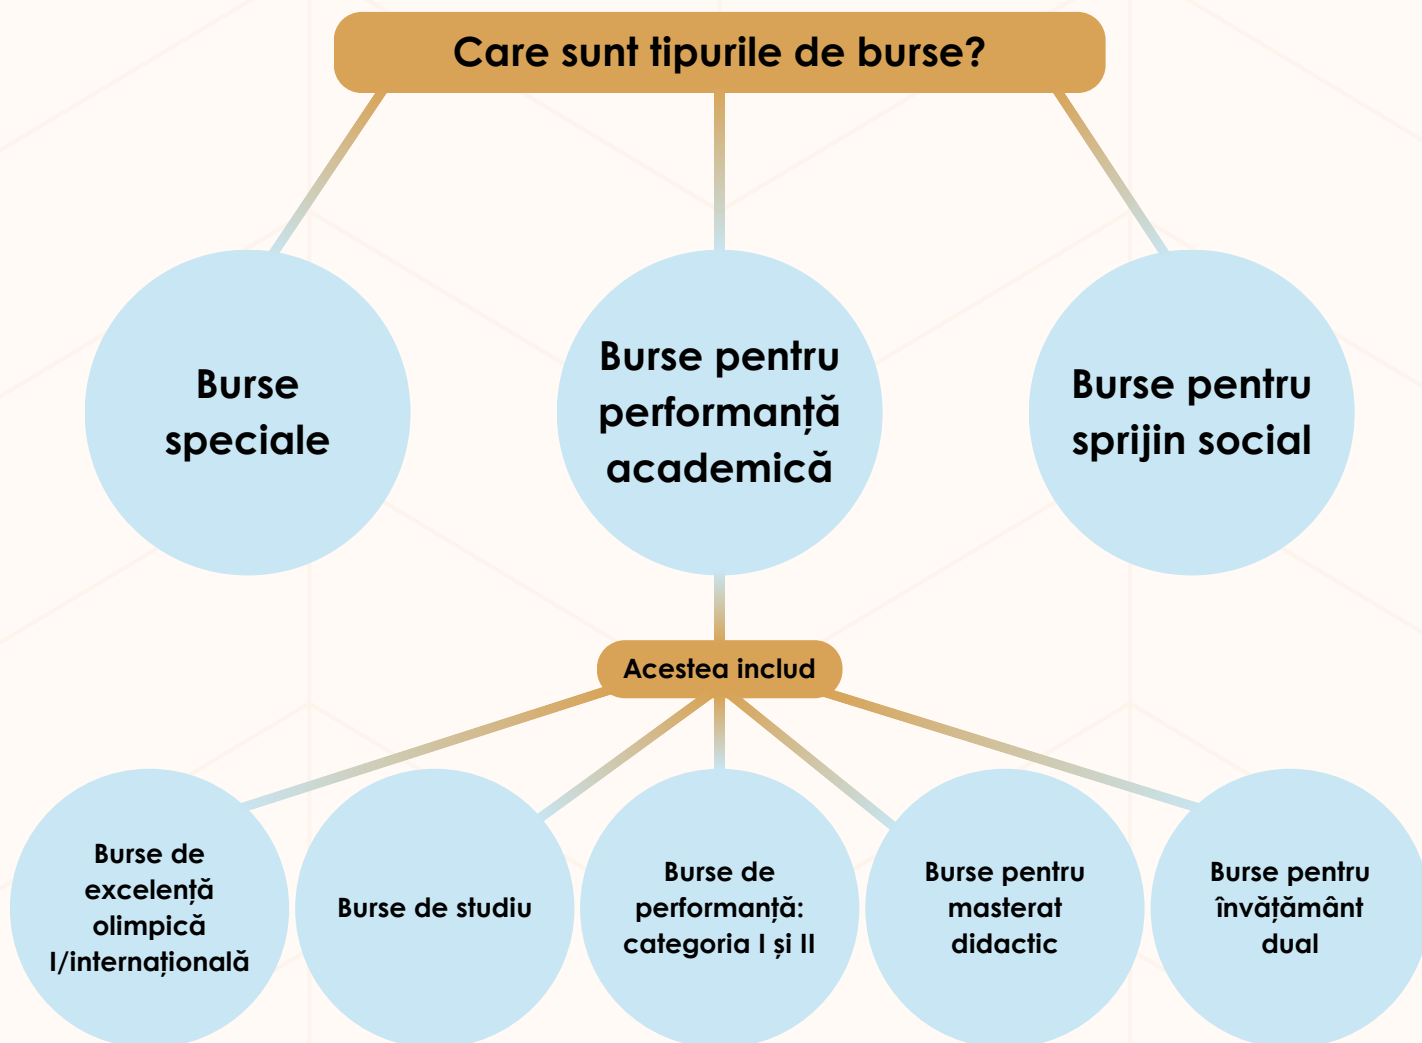 Care sunt tipurile de burse?
Burse
speciale
Burse pentru
performanță
academică
Burse pentru
sprijin social
Acestea includ
Burse de
excelență
olimpică
I/internațională
Burse de studiu
Burse de
performanță:
categoria I și II
Burse pentru
masterat
didactic
Burse pentru
învățământ
dual